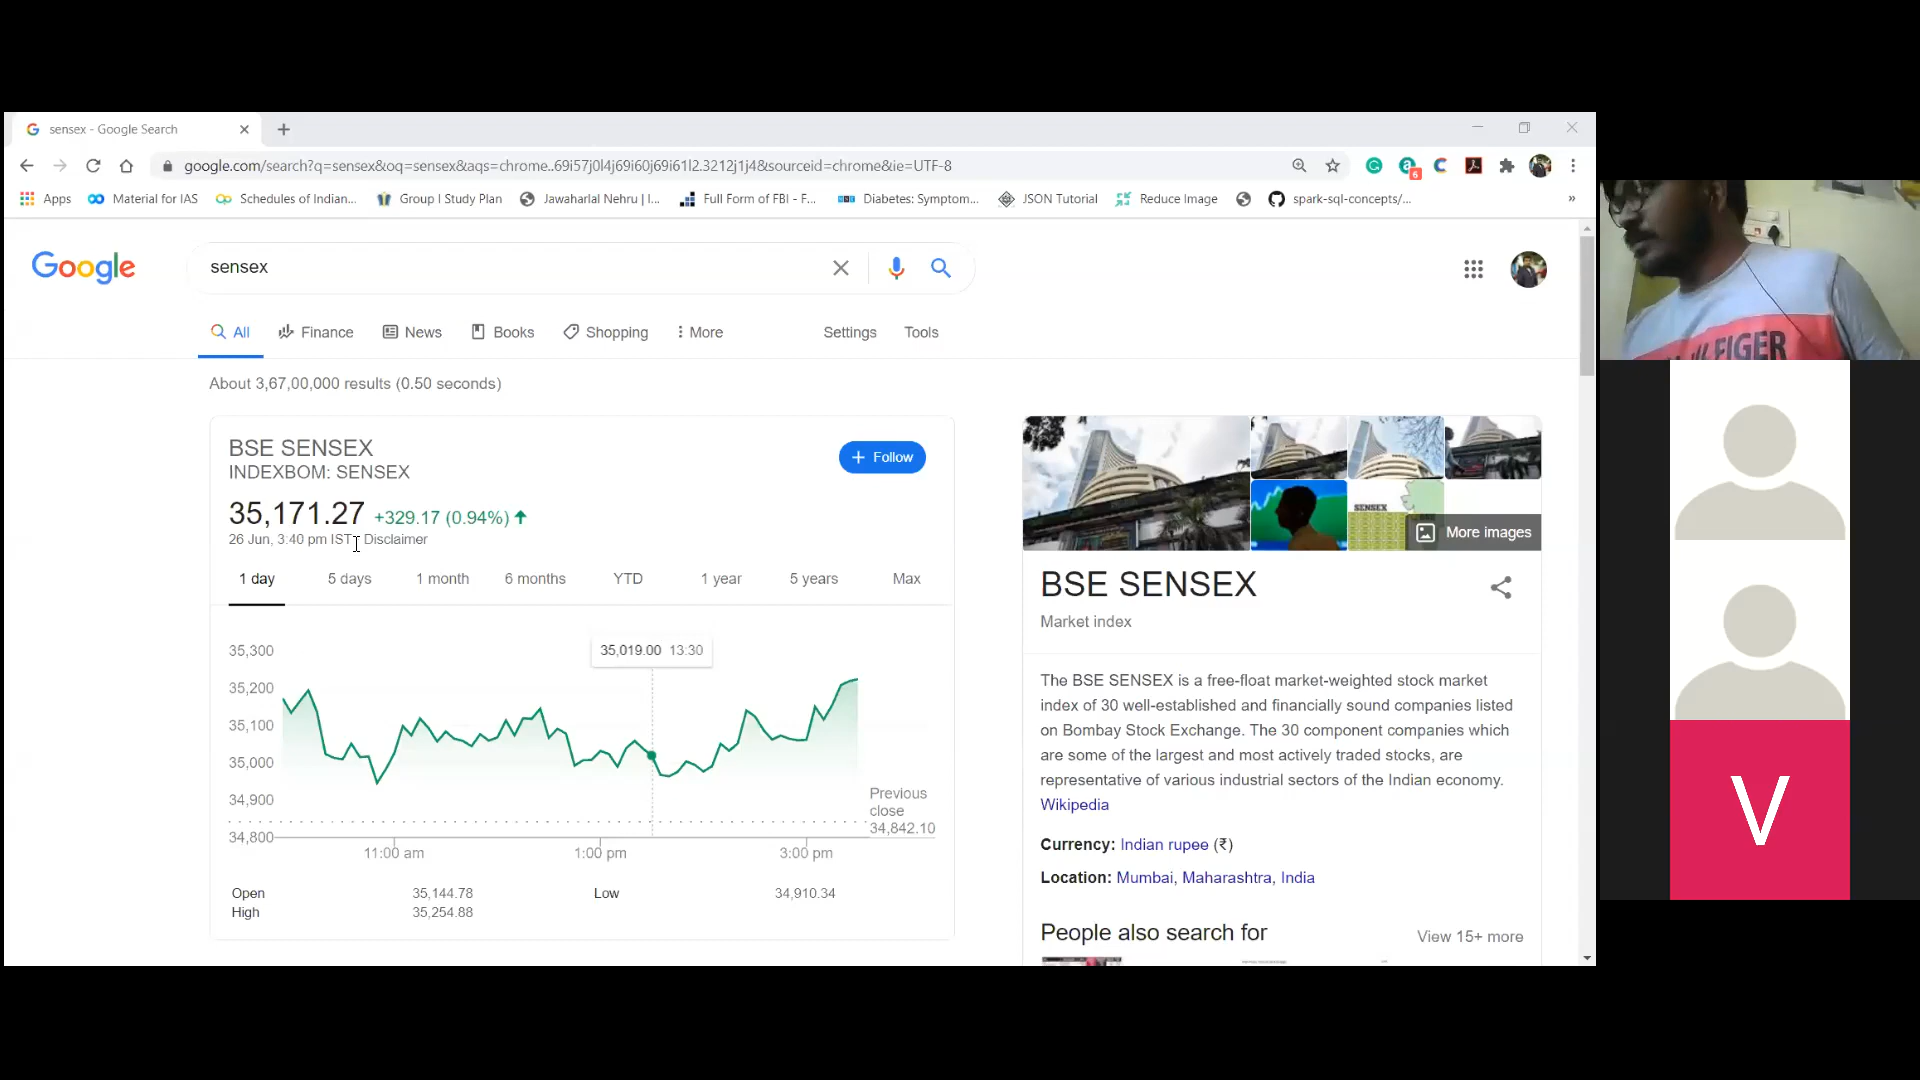 sensex - Google Search
google.com/search?q=sensex&oq=sensex&aqs=chrome..69i57j0l4j69i60j69i61l2.3212j1j4&sourceid=chrome&ie=UTF-8
6
Apps Material for IAS Schedules of Indian... Group I Study Plan Jawaharlal Nehru | I... Full Form of FBI - F... Diabetes: Symptom... JSON Tutorial Reduce Image spark-sql-concepts/... »
Google
sensex
All Finance News Books Shopping More Settings Tools
About 3,67,00,000 results (0.50 seconds)
BSE SENSEX
INDEXBOM: SENSEX
+ Follow
35,171.27 +329.17 (0.94%)
26 Jun, 3:40 pm IST Disclaimer
1 day 5 days 1 month 6 months YTD 1 year 5 years Max
35,019.00 13:30
35,300
35,200
35,100
35,000
34,900
34,800
Previous
close
34,842.10
11:00 am 1:00 pm 3:00 pm
Open 35,144.78 Low 34,910.34
High 35,254.88
SENSEX
More images
BSE SENSEX
Market index
The BSE SENSEX is a free-float market-weighted stock market
index of 30 well-established and financially sound companies listed
on Bombay Stock Exchange. The 30 component companies which
are some of the largest and most actively traded stocks, are
representative of various industrial sectors of the Indian economy.
Wikipedia
Currency: Indian rupee (₹)
Location: Mumbai, Maharashtra, India
People also search for View 15+ more
FIGER
V